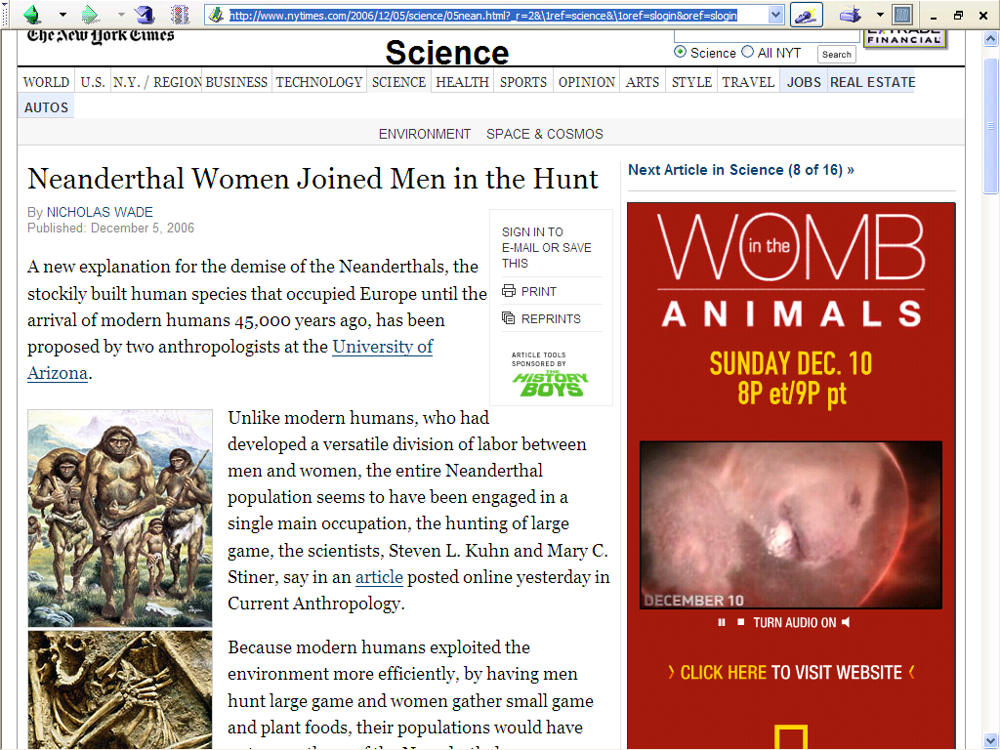 http://www.nytimes.com/2006/12/05/science/05nean.html?_r=2&\1ref=science&\1oref=slogin&oref=slogin
The New York Times
Science
Science All NYT Search
FINANCIAL
WORLD U.S. N.Y. / REGION BUSINESS TECHNOLOGY SCIENCE HEALTH SPORTS OPINION ARTS STYLE TRAVEL JOBS REAL ESTATE
AUTOS
ENVIRONMENT SPACE & COSMOS
Neanderthal Women Joined Men in the Hunt
By NICHOLAS WADE
Published: December 5, 2006
SIGN IN TO
E-MAIL OR SAVE
THIS
PRINT
REPRINTS
ARTICLE TOOLS
SPONSORED BY
THE
HISTORY
BOYS
A new explanation for the demise of the Neanderthals, the
stockily built human species that occupied Europe until the
arrival of modern humans 45,000 years ago, has been
proposed by two anthropologists at the University of
Arizona.
Unlike modern humans, who had
developed a versatile division of labor between
men and women, the entire Neanderthal
population seems to have been engaged in a
single main occupation, the hunting of large
game, the scientists, Steven L. Kuhn and Mary C.
Stiner, say in an article posted online yesterday in
Current Anthropology.
Because modern humans exploited the
environment more efficiently, by having men
hunt large game and women gather small game
and plant foods, their populations would have
Next Article in Science (8 of 16) »
in the
WOMB
ANIMALS
SUNDAY DEC. 10
8P et/9P pt
DECEMBER 10
TURN AUDIO ON
› CLICK HERE TO VISIT WEBSITE ‹